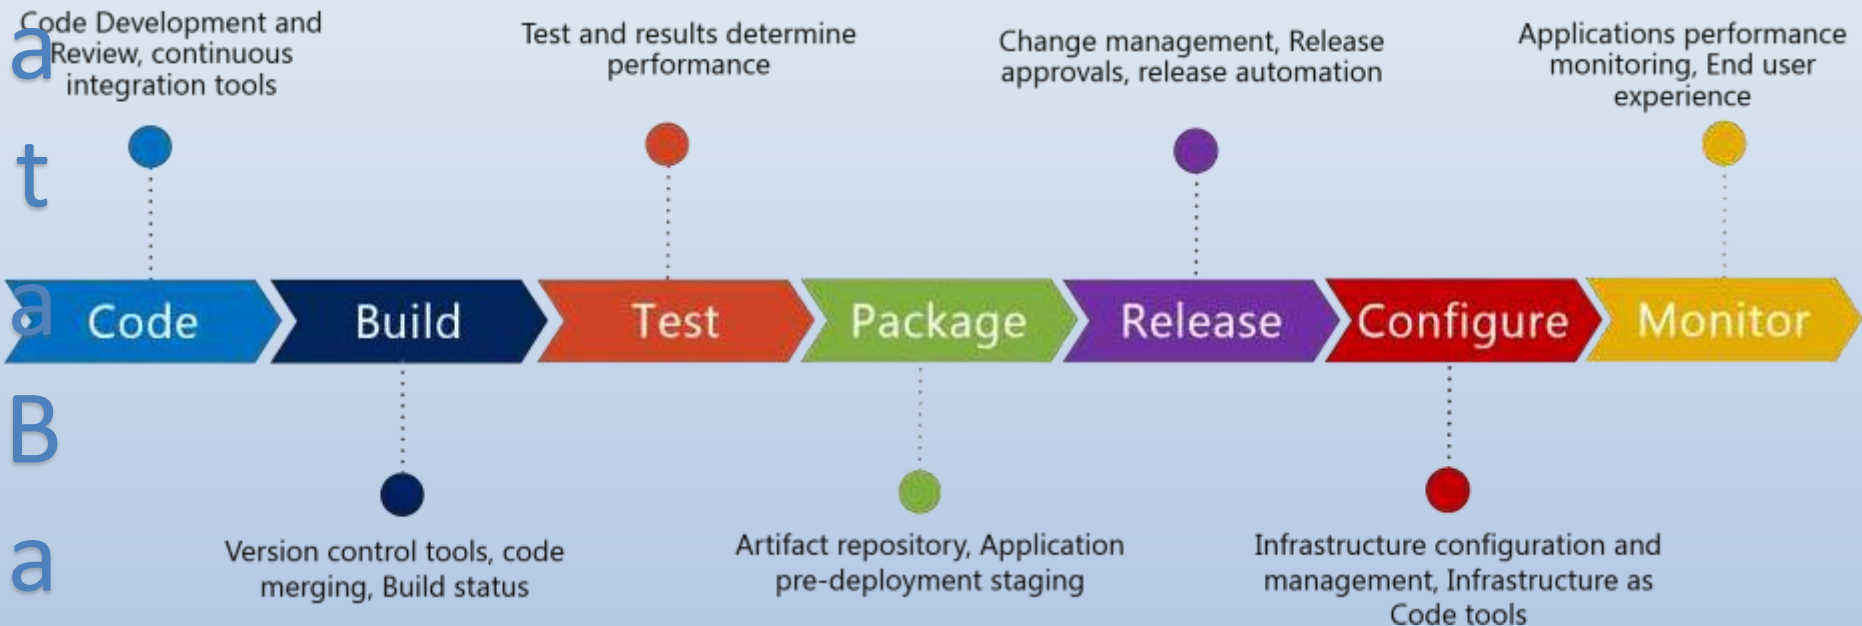 Code Development and
Review, continuous
integration tools
Test and results determine
performance
Change management, Release
approvals, release automation
Applications performance
monitoring, End user
experience
Code
Build
Test
Package
Release
Configure
Monitor
Version control tools, code
merging, Build status
Artifact repository, Application
pre-deployment staging
Infrastructure configuration and
management, Infrastructure as
Code tools
a
t
a
B
a